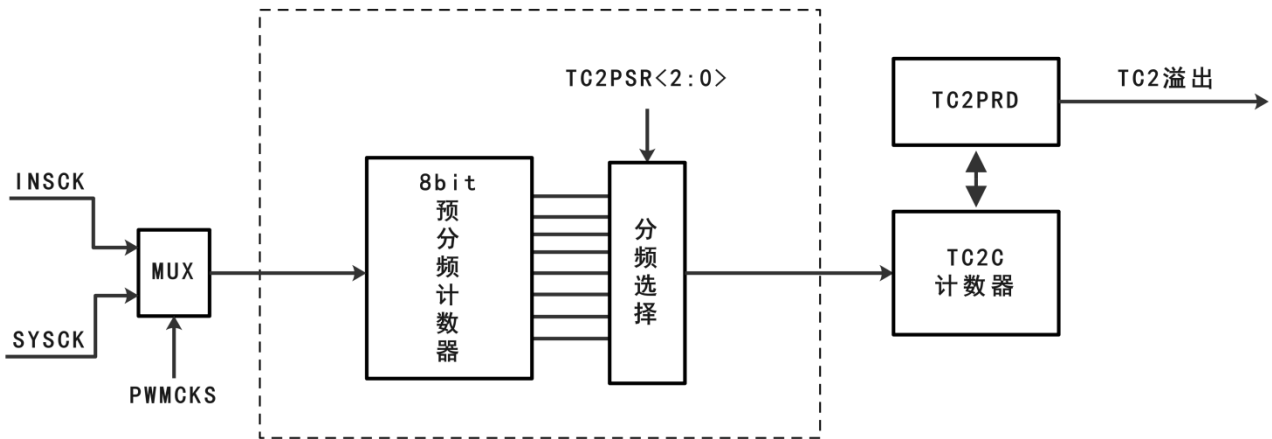 INSCK
SYSCK
MUX
PWMCKS
8bit
预
分
频
计
数
器
TC2PSR<2:0>
分
频
选
择
TC2PRD
TC2溢出
TC2C
计数器